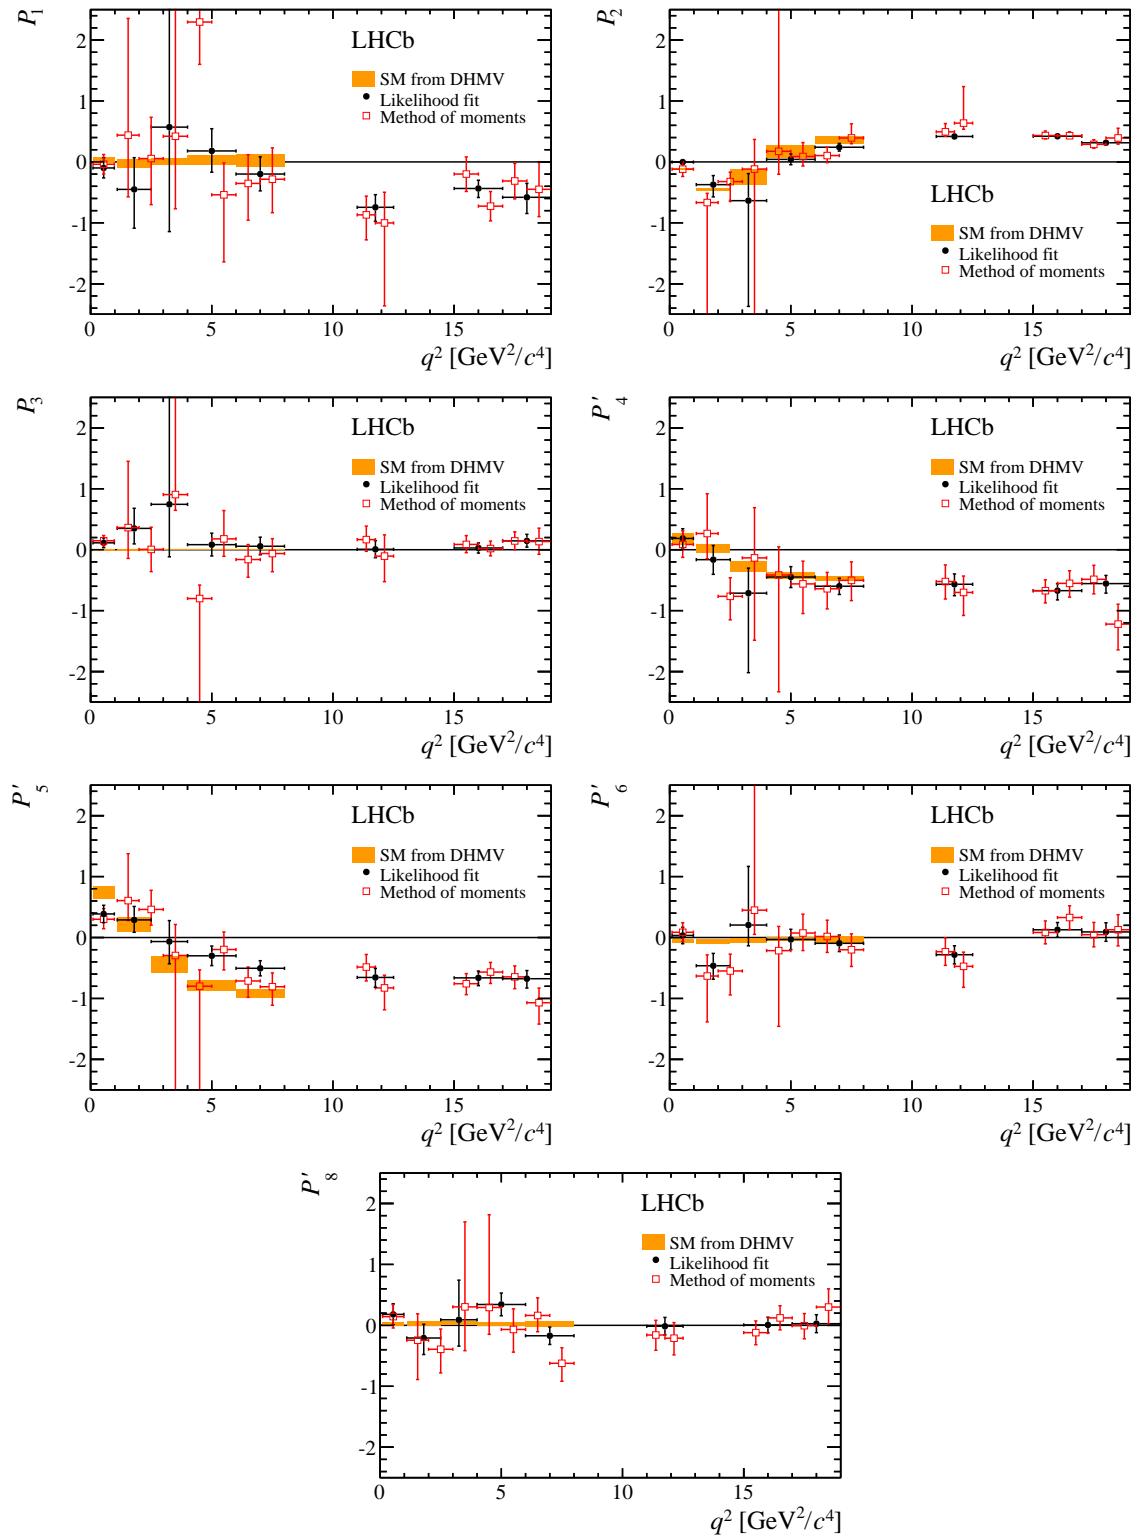 P₁
2
1
0
-1
-2
LHCb
SM from DHMV
Likelihood fit
Method of moments
0 5 10 15
q² [GeV²/c⁴]
P₂
2
1
0
-1
-2
LHCb
SM from DHMV
Likelihood fit
Method of moments
0 5 10 15
q² [GeV²/c⁴]
P₃
2
1
0
-1
-2
LHCb
SM from DHMV
Likelihood fit
Method of moments
0 5 10 15
q² [GeV²/c⁴]
P′₄
2
1
0
-1
-2
LHCb
SM from DHMV
Likelihood fit
Method of moments
0 5 10 15
q² [GeV²/c⁴]
P′₅
2
1
0
-1
-2
LHCb
SM from DHMV
Likelihood fit
Method of moments
0 5 10 15
q² [GeV²/c⁴]
P′₆
2
1
0
-1
-2
LHCb
SM from DHMV
Likelihood fit
Method of moments
0 5 10 15
q² [GeV²/c⁴]
P′₈
2
1
0
-1
-2
LHCb
SM from DHMV
Likelihood fit
Method of moments
0 5 10 15
q² [GeV²/c⁴]